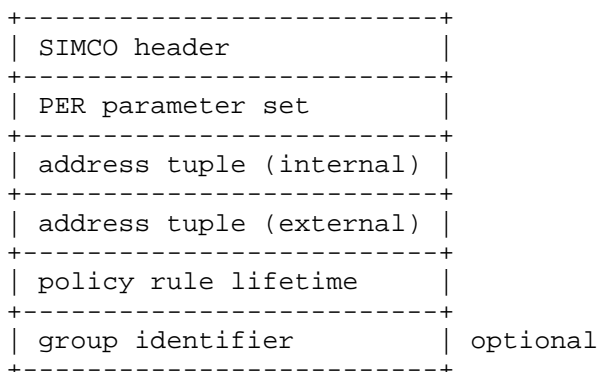 +--------------------------+
| SIMCO header             |
+--------------------------+
| PER parameter set        |
+--------------------------+
| address tuple (internal) |
+--------------------------+
| address tuple (external) |
+--------------------------+
| policy rule lifetime     |
+--------------------------+
| group identifier         | optional
+--------------------------+